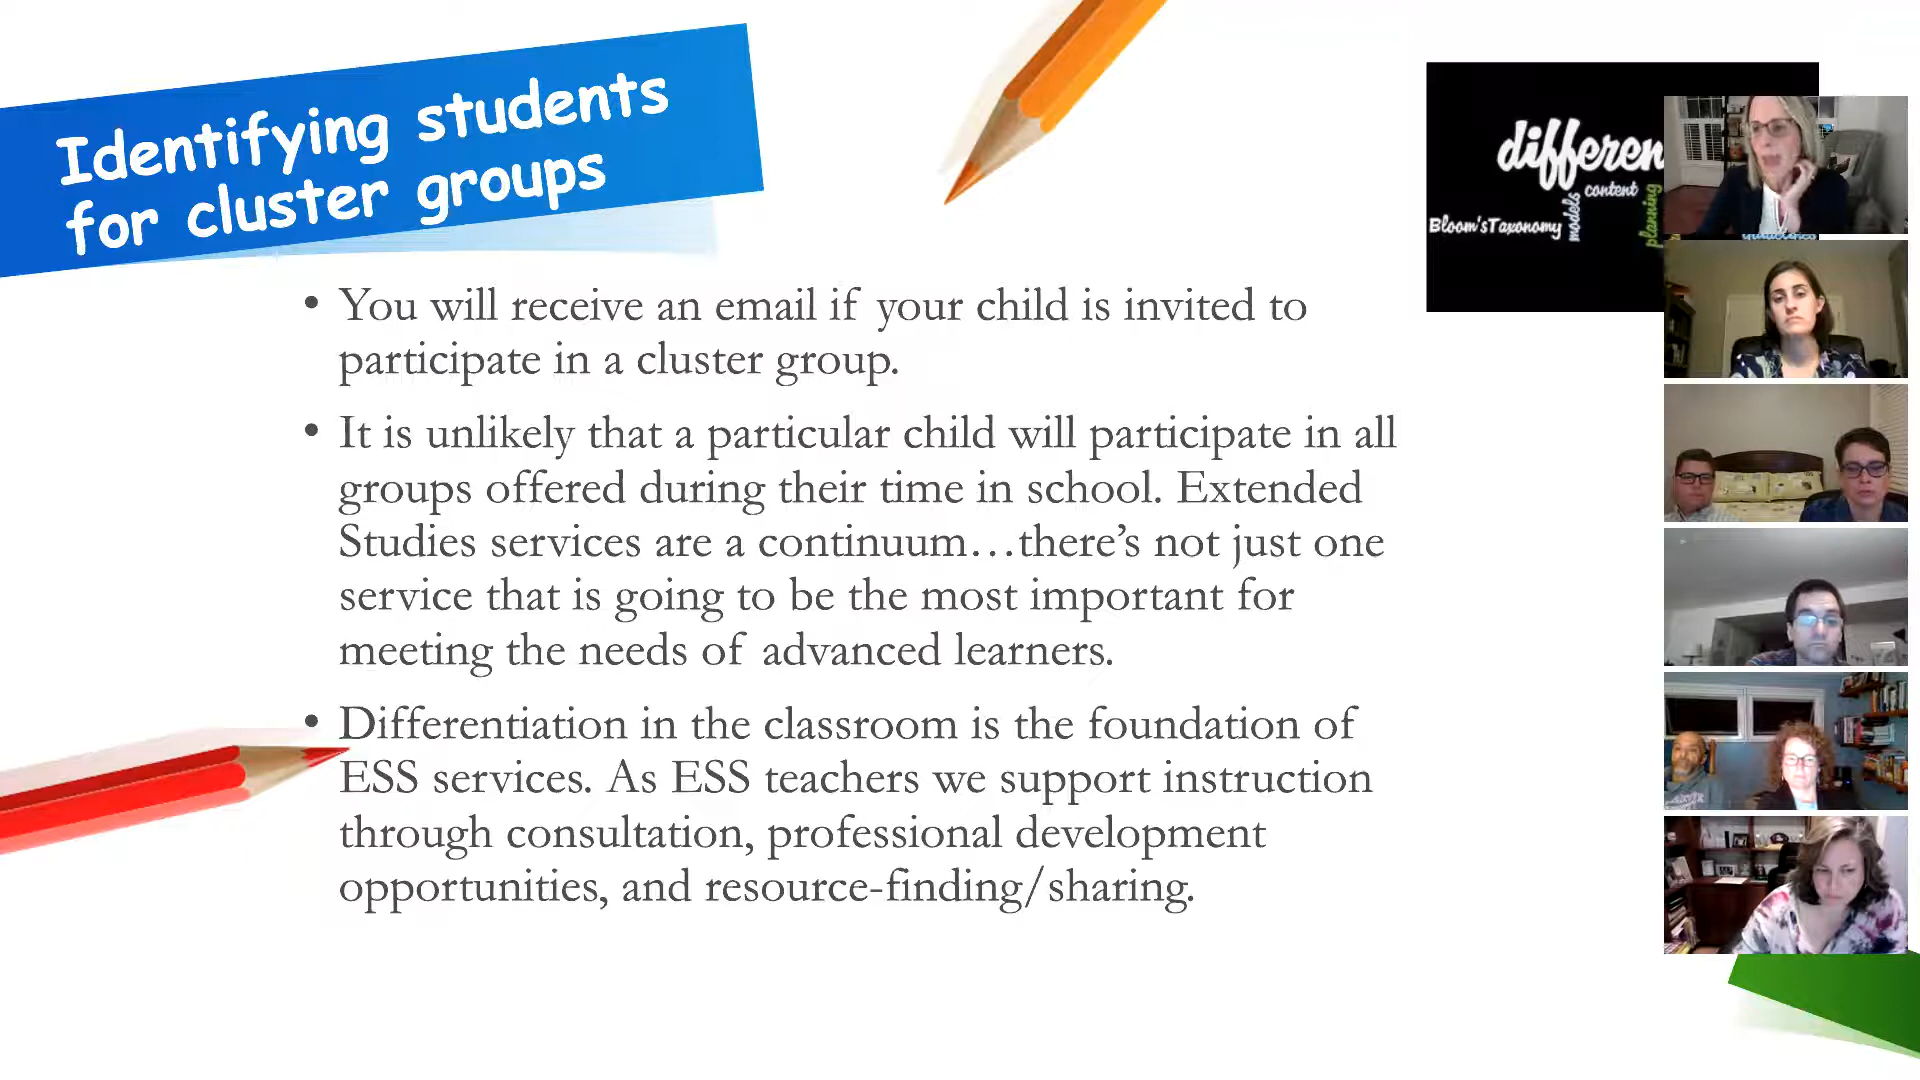 Identifying students
for cluster groups
• You will receive an email if your child is invited to
participate in a cluster group.
• It is unlikely that a particular child will participate in all
groups offered during their time in school. Extended
Studies services are a continuum…there’s not just one
service that is going to be the most important for
meeting the needs of advanced learners.
• Differentiation in the classroom is the foundation of
ESS services. As ESS teachers we support instruction
through consultation, professional development
opportunities, and resource-finding/sharing.
differen
content
models
planning
Bloom'sTaxonomy